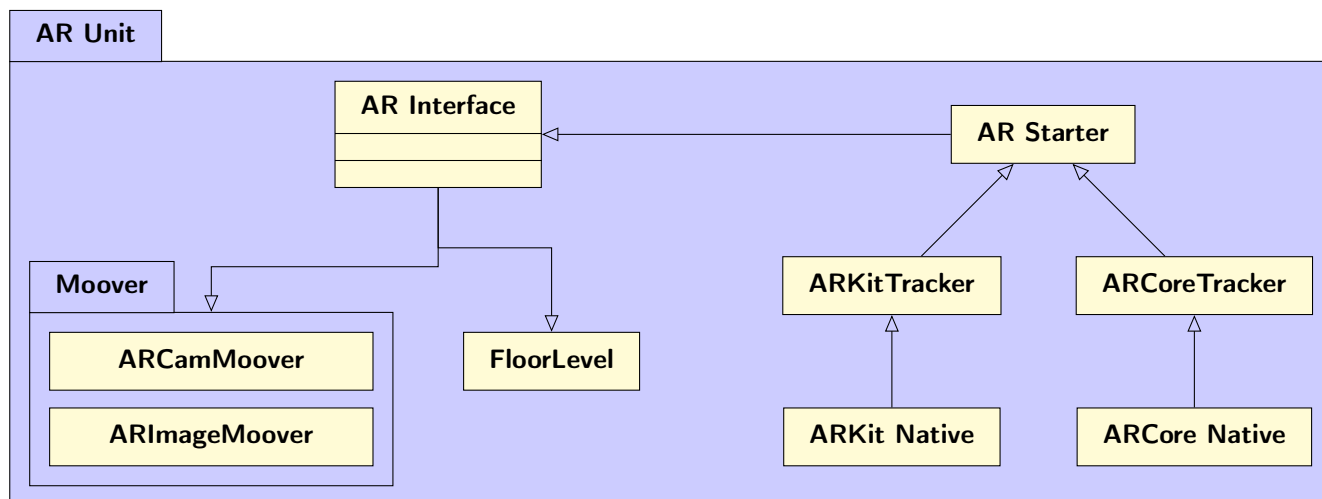 AR Unit
AR Interface
AR Starter
Moover
ARKitTracker
ARCoreTracker
ARCamMoover
FloorLevel
ARImageMoover
ARKit Native
ARCore Native